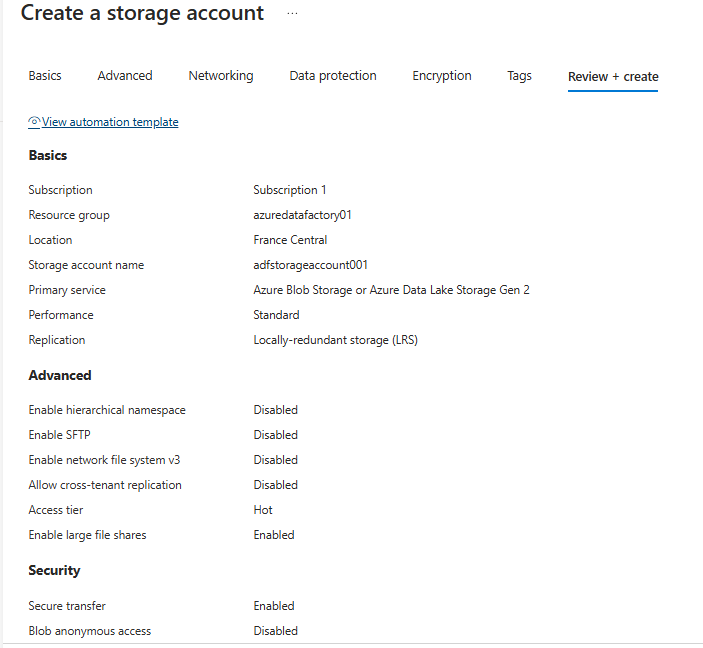 Create a storage account ...
Basics Advanced Networking Data protection Encryption Tags Review + create
View automation template
Basics
Subscription Subscription 1
Resource group azuredatafactory01
Location France Central
Storage account name adfstorageaccount001
Primary service Azure Blob Storage or Azure Data Lake Storage Gen 2
Performance Standard
Replication Locally-redundant storage (LRS)
Advanced
Enable hierarchical namespace Disabled
Enable SFTP Disabled
Enable network file system v3 Disabled
Allow cross-tenant replication Disabled
Access tier Hot
Enable large file shares Enabled
Security
Secure transfer Enabled
Blob anonymous access Disabled